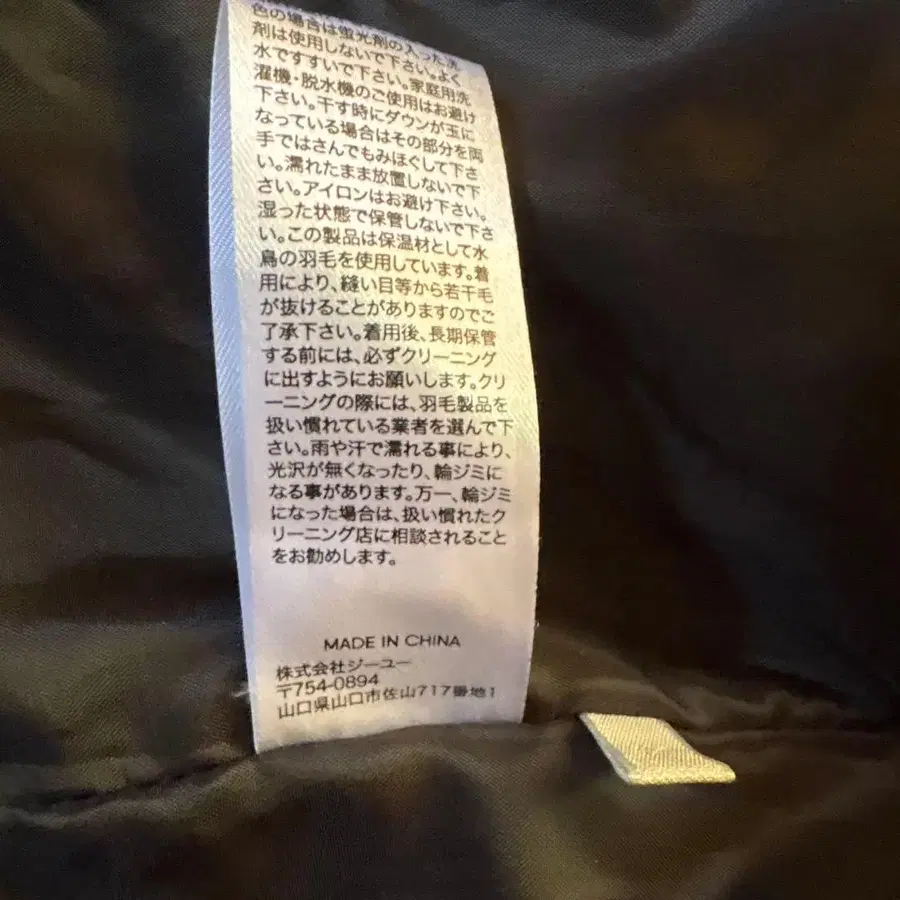 色の場合は蛍光剤の入った洗
剤は使用しないで下さい。よく
水ですすいで下さい。家庭用洗
濯機・脱水機のご使用はお避け
下さい。干す時にダウンが玉に
なっている場合はその部分を両
手ではさんでもみほぐして下さ
い。濡れたまま放置しないで下
さい。アイロンはお避け下さい。
湿った状態で保管しないで下さ
い。この製品は保温材として水
鳥の羽毛を使用しています。着
用により、縫い目等から若干毛
が抜けることがありますのでご
了承下さい。着用後、長期保管
する前には、必ずクリーニング
に出すようにお願いします。クリ
ーニングの際には、羽毛製品を
扱い慣れている業者を選んで下
さい。雨や汗で濡れる事により、
光沢が無くなったり、輪ジミに
なる事があります。万一、輪ジミ
になった場合は、扱い慣れたク
リーニング店に相談されること
をお勧めします。
MADE IN CHINA
株式会社ジーユー
〒754-0894
山口県山口市佐山717番地1